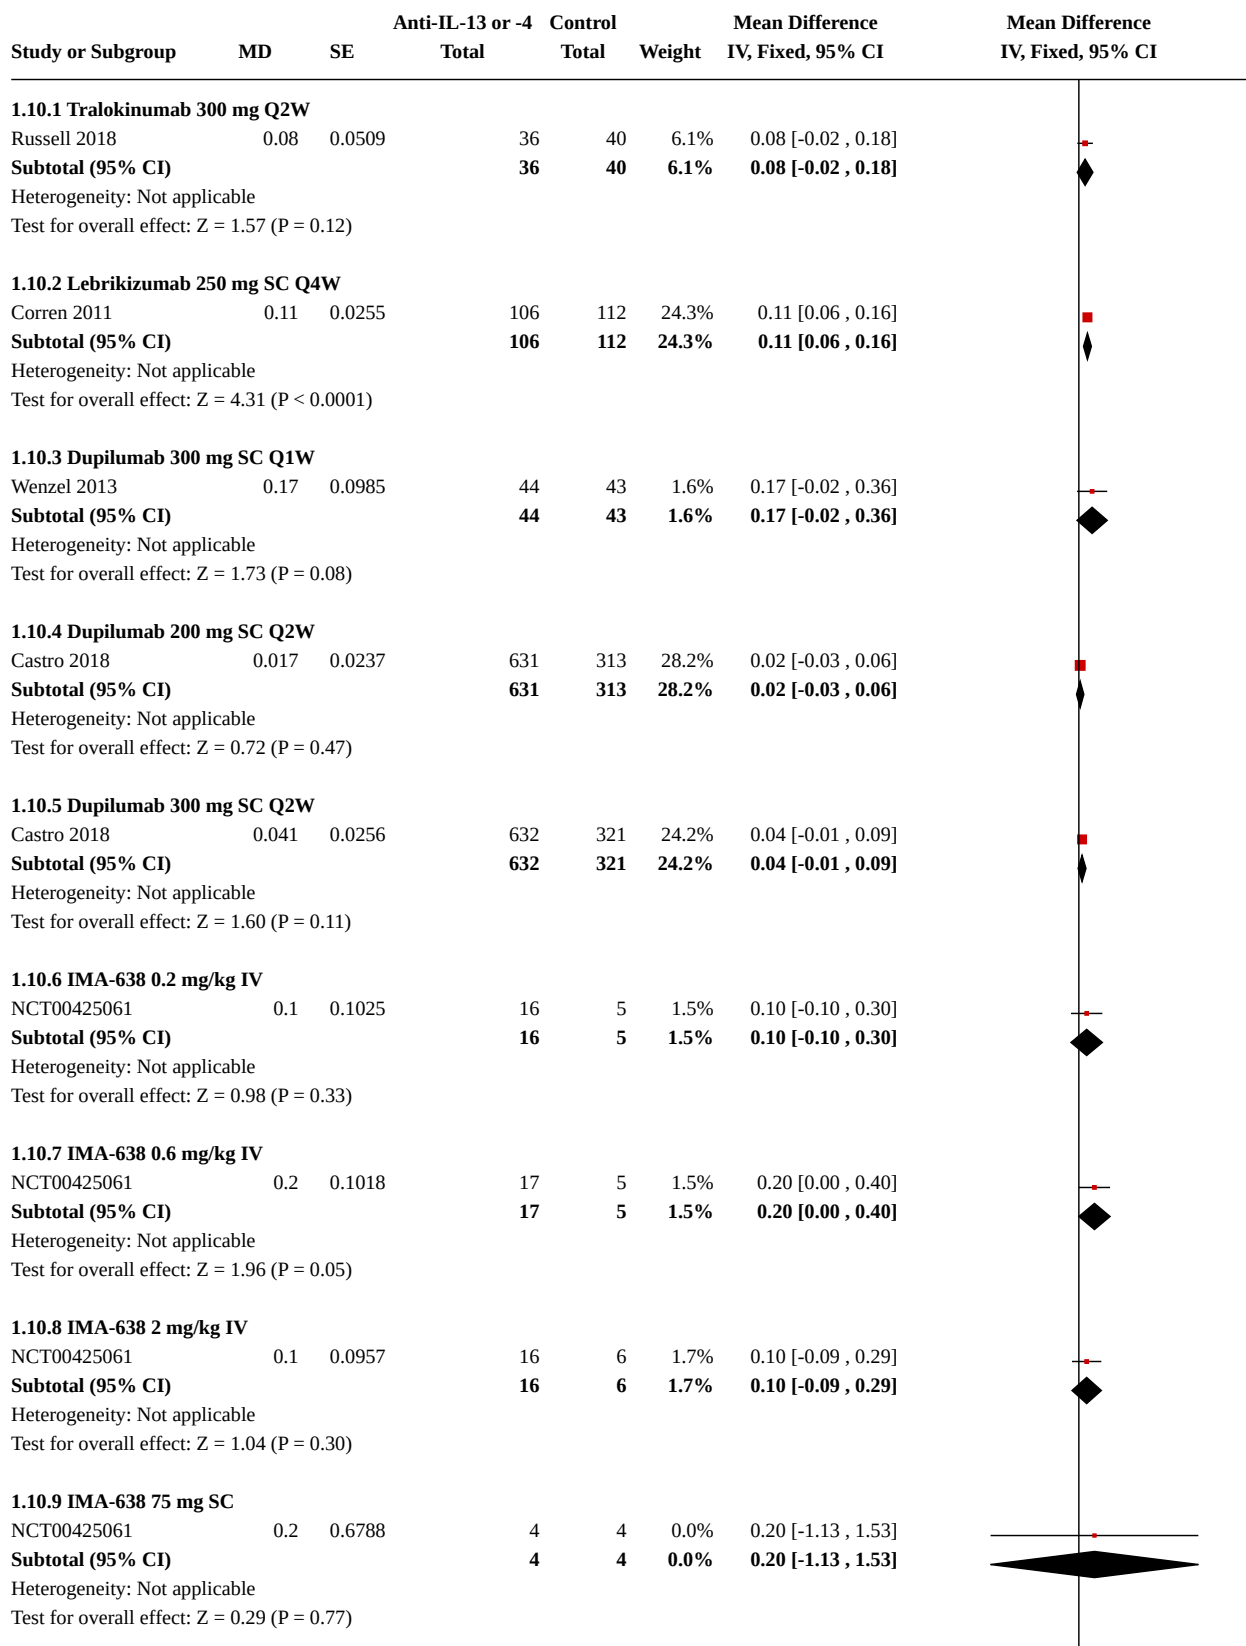 Anti-IL-13 or -4 Control Mean Difference Mean Difference
Study or Subgroup MD SE Total Total Weight IV, Fixed, 95% CI IV, Fixed, 95% CI
1.10.1 Tralokinumab 300 mg Q2W
Russell 2018 0.08 0.0509 36 40 6.1% 0.08 [-0.02 , 0.18]
Subtotal (95% CI) 36 40 6.1% 0.08 [-0.02 , 0.18]
Heterogeneity: Not applicable
Test for overall effect: Z = 1.57 (P = 0.12)
1.10.2 Lebrikizumab 250 mg SC Q4W
Corren 2011 0.11 0.0255 106 112 24.3% 0.11 [0.06 , 0.16]
Subtotal (95% CI) 106 112 24.3% 0.11 [0.06 , 0.16]
Heterogeneity: Not applicable
Test for overall effect: Z = 4.31 (P < 0.0001)
1.10.3 Dupilumab 300 mg SC Q1W
Wenzel 2013 0.17 0.0985 44 43 1.6% 0.17 [-0.02 , 0.36]
Subtotal (95% CI) 44 43 1.6% 0.17 [-0.02 , 0.36]
Heterogeneity: Not applicable
Test for overall effect: Z = 1.73 (P = 0.08)
1.10.4 Dupilumab 200 mg SC Q2W
Castro 2018 0.017 0.0237 631 313 28.2% 0.02 [-0.03 , 0.06]
Subtotal (95% CI) 631 313 28.2% 0.02 [-0.03 , 0.06]
Heterogeneity: Not applicable
Test for overall effect: Z = 0.72 (P = 0.47)
1.10.5 Dupilumab 300 mg SC Q2W
Castro 2018 0.041 0.0256 632 321 24.2% 0.04 [-0.01 , 0.09]
Subtotal (95% CI) 632 321 24.2% 0.04 [-0.01 , 0.09]
Heterogeneity: Not applicable
Test for overall effect: Z = 1.60 (P = 0.11)
1.10.6 IMA-638 0.2 mg/kg IV
NCT00425061 0.1 0.1025 16 5 1.5% 0.10 [-0.10 , 0.30]
Subtotal (95% CI) 16 5 1.5% 0.10 [-0.10 , 0.30]
Heterogeneity: Not applicable
Test for overall effect: Z = 0.98 (P = 0.33)
1.10.7 IMA-638 0.6 mg/kg IV
NCT00425061 0.2 0.1018 17 5 1.5% 0.20 [0.00 , 0.40]
Subtotal (95% CI) 17 5 1.5% 0.20 [0.00 , 0.40]
Heterogeneity: Not applicable
Test for overall effect: Z = 1.96 (P = 0.05)
1.10.8 IMA-638 2 mg/kg IV
NCT00425061 0.1 0.0957 16 6 1.7% 0.10 [-0.09 , 0.29]
Subtotal (95% CI) 16 6 1.7% 0.10 [-0.09 , 0.29]
Heterogeneity: Not applicable
Test for overall effect: Z = 1.04 (P = 0.30)
1.10.9 IMA-638 75 mg SC
NCT00425061 0.2 0.6788 4 4 0.0% 0.20 [-1.13 , 1.53]
Subtotal (95% CI) 4 4 0.0% 0.20 [-1.13 , 1.53]
Heterogeneity: Not applicable
Test for overall effect: Z = 0.29 (P = 0.77)